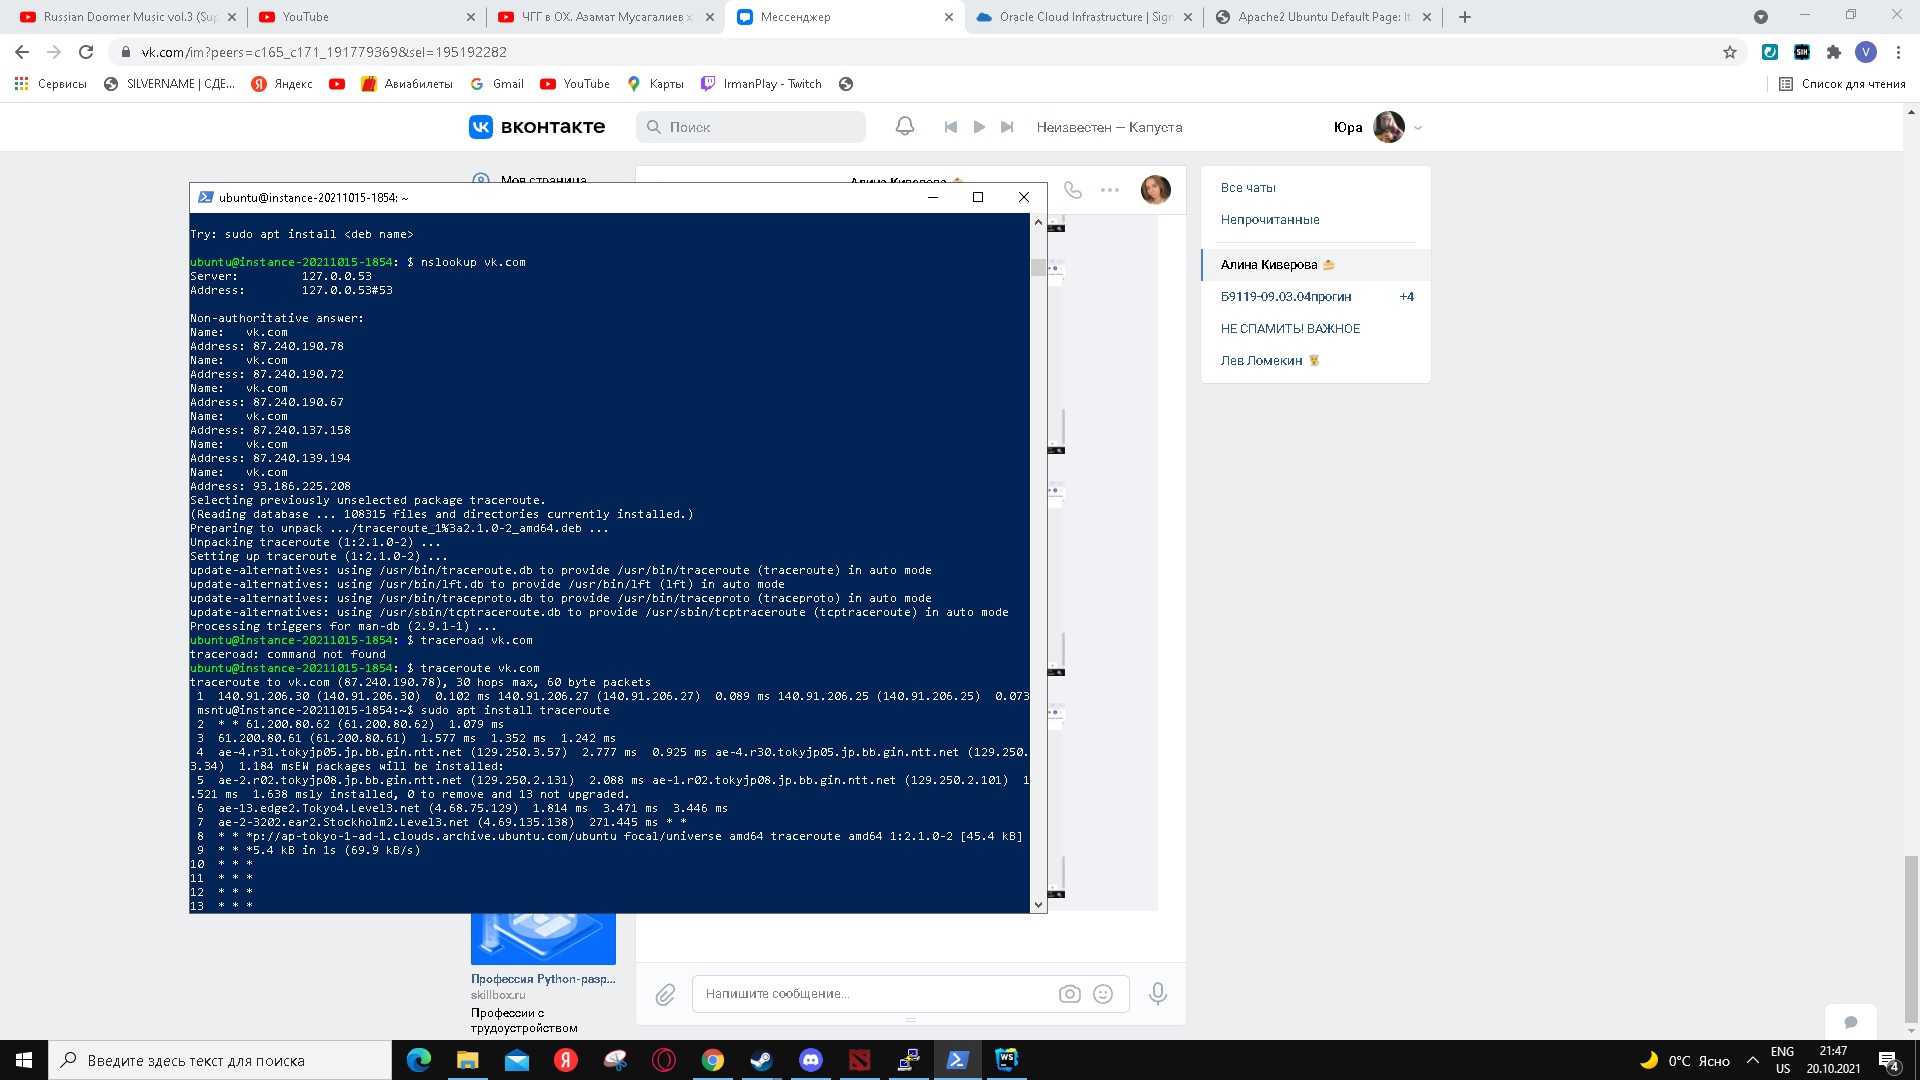 Russian Doomer Music vol.3 (Sup
YouTube
ЧГГ в ОХ. Азамат Мусагалиев х
Мессенджер
Oracle Cloud Infrastructure | Sign
Apache2 Ubuntu Default Page: It
vk.com/im?peers=c165_c171_191779369&sel=195192282
Сервисы
SILVERNAME | СДЕ...
Яндекс
Авиабилеты
Gmail
YouTube
Карты
IrmanPlay - Twitch
Список для чтения
вконтакте
Поиск
Неизвестен — Капуста
Юра
Моя страница
Алина Киверова
Все чаты
Непрочитанные
Алина Киверова
Б9119-09.03.04прогин +4
НЕ СПАМИТЬ! ВАЖНОЕ
Лев Ломекин
ubuntu@instance-20211015-1854: ~
Try: sudo apt install <deb name>
ubuntu@instance-20211015-1854: $ nslookup vk.com
Server: 127.0.0.53
Address: 127.0.0.53#53
Non-authoritative answer:
Name: vk.com
Address: 87.240.190.78
Name: vk.com
Address: 87.240.190.72
Name: vk.com
Address: 87.240.190.67
Name: vk.com
Address: 87.240.137.158
Name: vk.com
Address: 87.240.139.194
Name: vk.com
Address: 93.186.225.208
Selecting previously unselected package traceroute.
(Reading database ... 108315 files and directories currently installed.)
Preparing to unpack .../traceroute_1%3a2.1.0-2_amd64.deb ...
Unpacking traceroute (1:2.1.0-2) ...
Setting up traceroute (1:2.1.0-2) ...
update-alternatives: using /usr/bin/traceroute.db to provide /usr/bin/traceroute (traceroute) in auto mode
update-alternatives: using /usr/bin/lft.db to provide /usr/bin/lft (lft) in auto mode
update-alternatives: using /usr/bin/traceproto.db to provide /usr/bin/traceproto (traceproto) in auto mode
update-alternatives: using /usr/sbin/tcptraceroute.db to provide /usr/sbin/tcptraceroute (tcptraceroute) in auto mode
Processing triggers for man-db (2.9.1-1) ...
ubuntu@instance-20211015-1854: $ traceroad vk.com
traceroad: command not found
ubuntu@instance-20211015-1854: $ traceroute vk.com
traceroute to vk.com (87.240.190.78), 30 hops max, 60 byte packets
1 140.91.206.30 (140.91.206.30) 0.102 ms 140.91.206.27 (140.91.206.27) 0.089 ms 140.91.206.25 (140.91.206.25) 0.073
msntu@instance-20211015-1854:~$ sudo apt install traceroute
2 * * 61.200.80.62 (61.200.80.62) 1.079 ms
3 61.200.80.61 (61.200.80.61) 1.577 ms 1.352 ms 1.242 ms
4 ae-4.r31.tokyjp05.jp.bb.gin.ntt.net (129.250.3.57) 2.777 ms 0.925 ms ae-4.r30.tokyjp05.jp.bb.gin.ntt.net (129.250.
3.34) 1.184 msEW packages will be installed:
5 ae-2.r02.tokyjp08.jp.bb.gin.ntt.net (129.250.2.131) 2.088 ms ae-1.r02.tokyjp08.jp.bb.gin.ntt.net (129.250.2.101) 1
.521 ms 1.638 msly installed, 0 to remove and 13 not upgraded.
6 ae-13.edge2.Tokyo4.Level3.net (4.68.75.129) 1.814 ms 3.471 ms 3.446 ms
7 ae-2-3202.ear2.Stockholm2.Level3.net (4.69.135.138) 271.445 ms * *
8 * * *p://ap-tokyo-1-ad-1.clouds.archive.ubuntu.com/ubuntu focal/universe amd64 traceroute amd64 1:2.1.0-2 [45.4 kB]
9 * * *5.4 kB in 1s (69.9 kB/s)
10 * * *
11 * * *
12 * * *
13 * * *
Профессия Python-разр...
skillbox.ru
Профессии с
трудоустройством
Напишите сообщение...
Введите здесь текст для поиска
0°C Ясно
ENG
US
21:47
20.10.2021
4